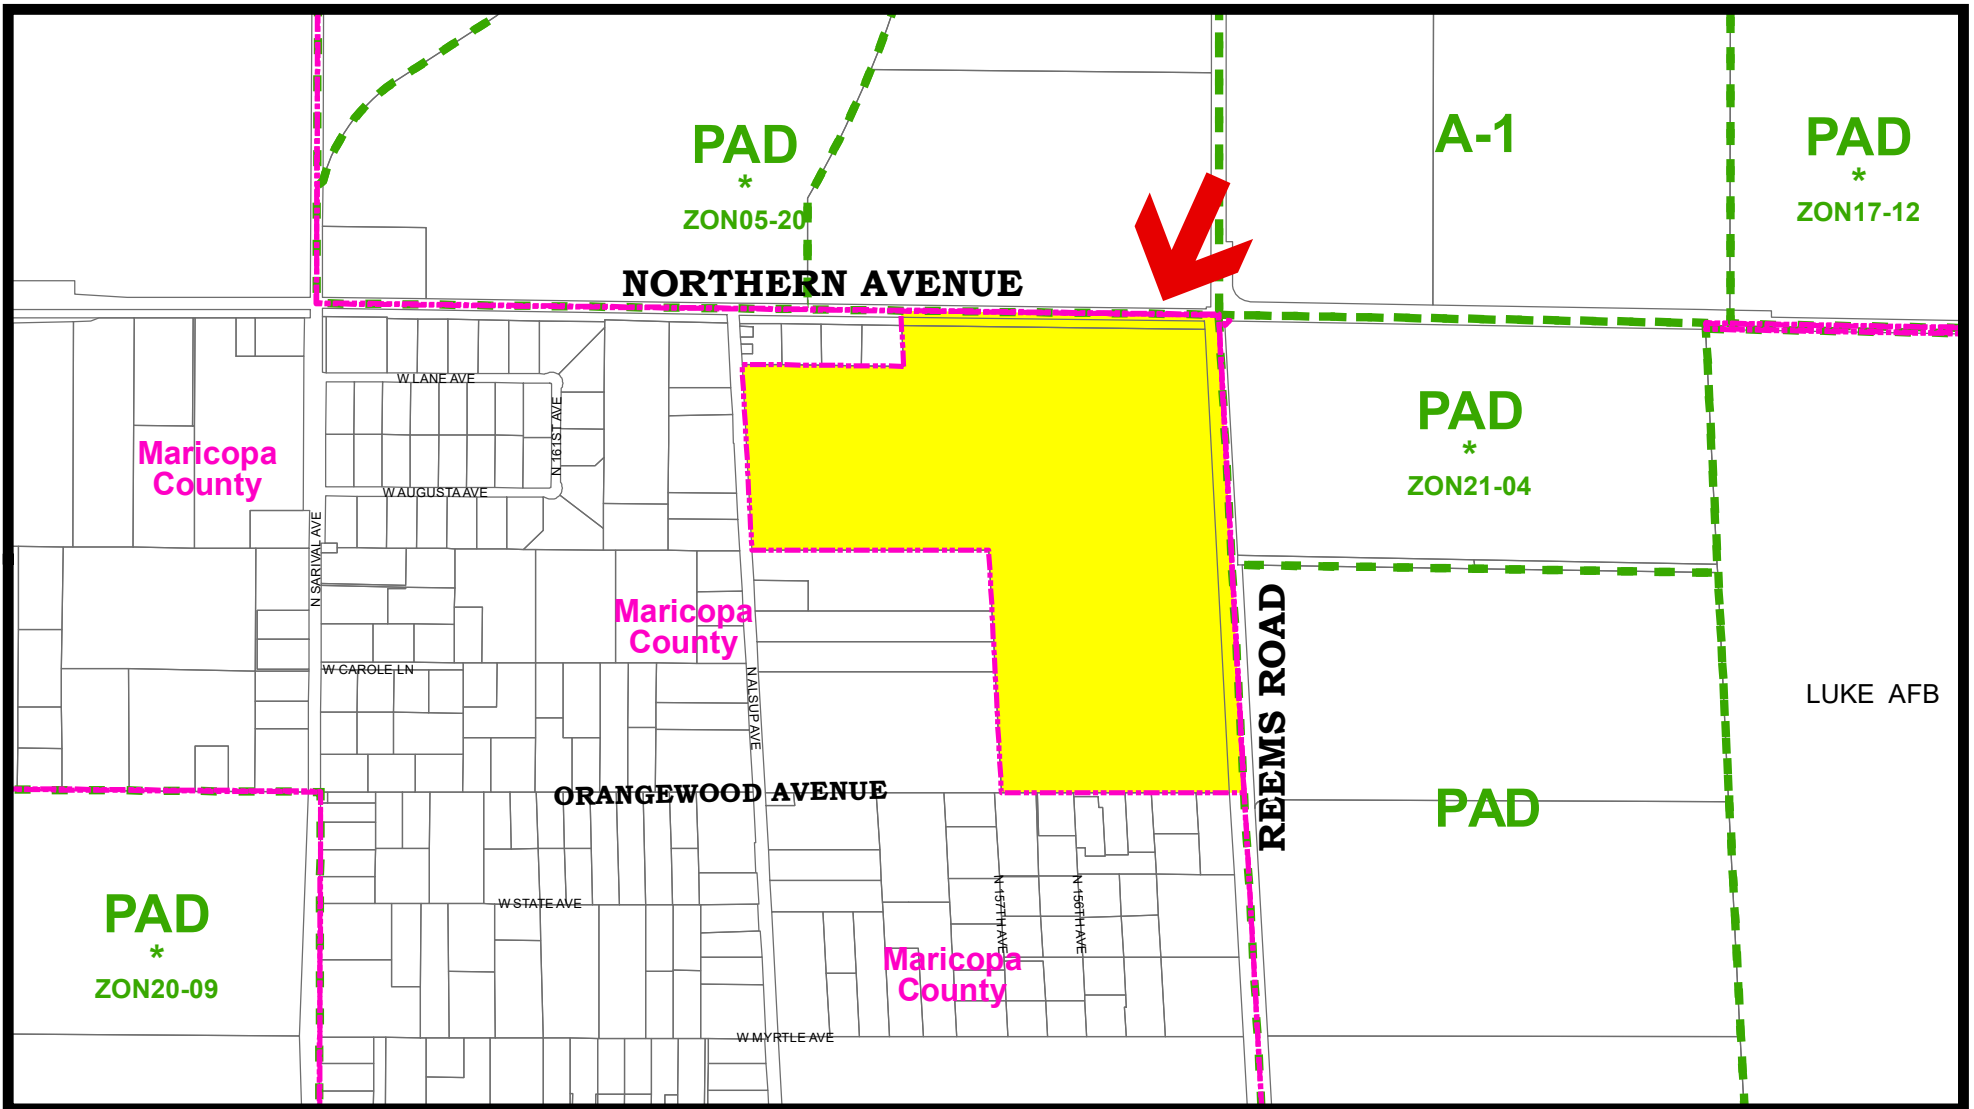 PAD
*
ZON05-20
A-1
PAD
*
ZON17-12
NORTHERN AVENUE
W LANE AVE
N 161ST AVE
W AUGUSTA AVE
Maricopa
County
PAD
*
ZON21-04
N SARIVAL AVE
Maricopa
County
W CAROLE LN
N ALSUP AVE
REEMS ROAD
LUKE AFB
ORANGEWOOD AVENUE
PAD
PAD
*
ZON20-09
W STATE AVE
N 157TH AVE
N 156TH AVE
Maricopa
County
W MYRTLE AVE